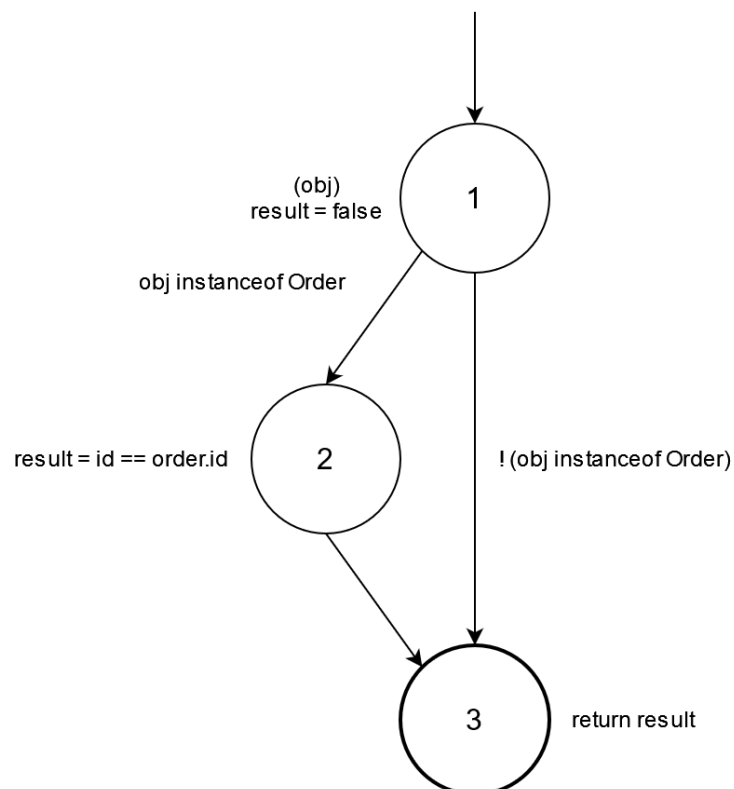 1
(obj)
result = false
obj instanceof Order
result = id == order.id
2
! (obj instanceof Order)
3
return result